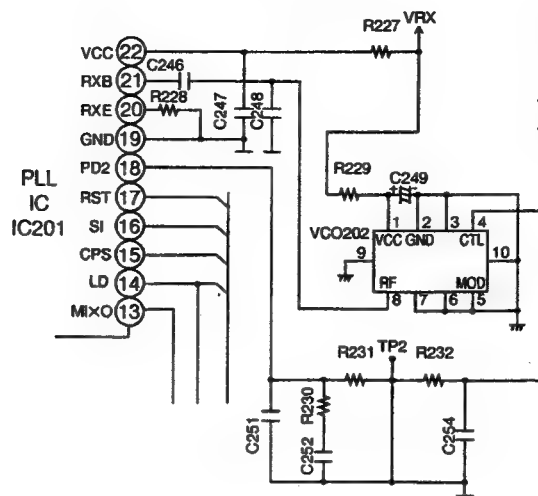 R227
VRX
VCC 22
C246
RXB 21
RXE 20
R228
C247
C248
GND 19
PD2 18
PLL
IC
IC201
RST 17
SI 16
CPS 15
LD 14
MI×O 13
R229
+
C249
1 2 3 4
VCO202
VCC GND CTL
9
10
RF MOD
8 7 6 5
R231
TP2
R232
R230
C251
C252
C254